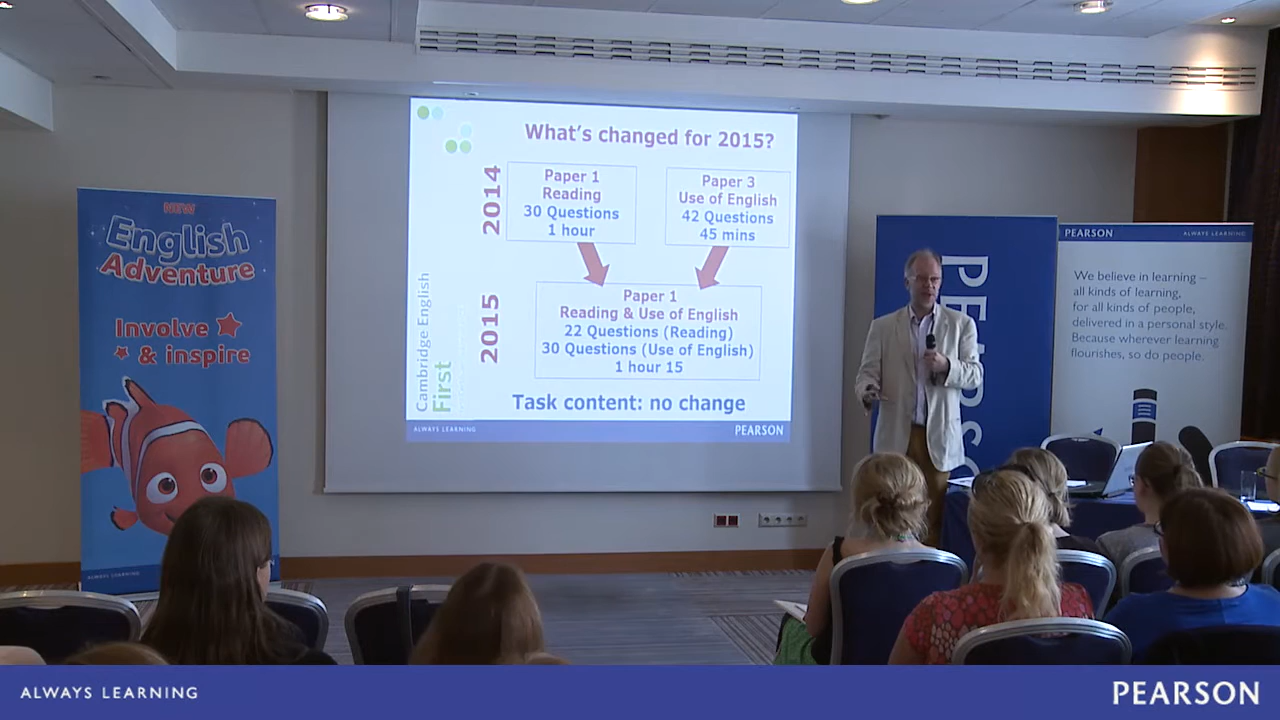 What's changed for 2015?
2014
Paper 1
Reading
30 Questions
1 hour
Paper 3
Use of English
42 Questions
45 mins
2015
Paper 1
Reading & Use of English
22 Questions (Reading)
30 Questions (Use of English)
1 hour 15
Task content: no change
Cambridge English
First
ALWAYS LEARNING
PEARSON
NEW
English
Adventure
Involve
& inspire
ALWAYS LEARNING
PEARSON
ALWAYS LEARNING
We believe in learning –
all kinds of learning,
for all kinds of people,
delivered in a personal style.
Because wherever learning
flourishes, so do people.
ALWAYS LEARNING
PEARSON